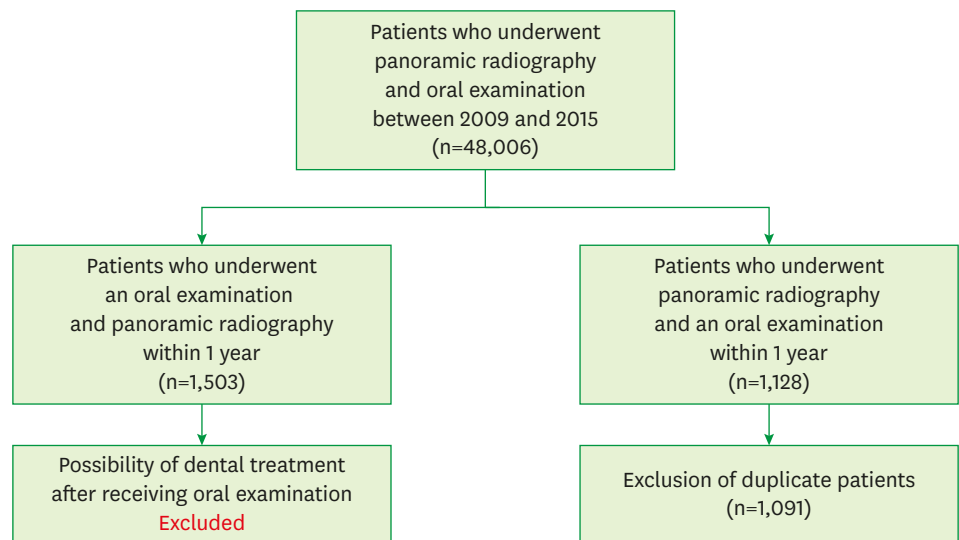 Patients who underwent
panoramic radiography
and oral examination
between 2009 and 2015
(n=48,006)
Patients who underwent
an oral examination
and panoramic radiography
within 1 year
(n=1,503)
Patients who underwent
panoramic radiography
and an oral examination
within 1 year
(n=1,128)
Possibility of dental treatment
after receiving oral examination
Excluded
Exclusion of duplicate patients
(n=1,091)